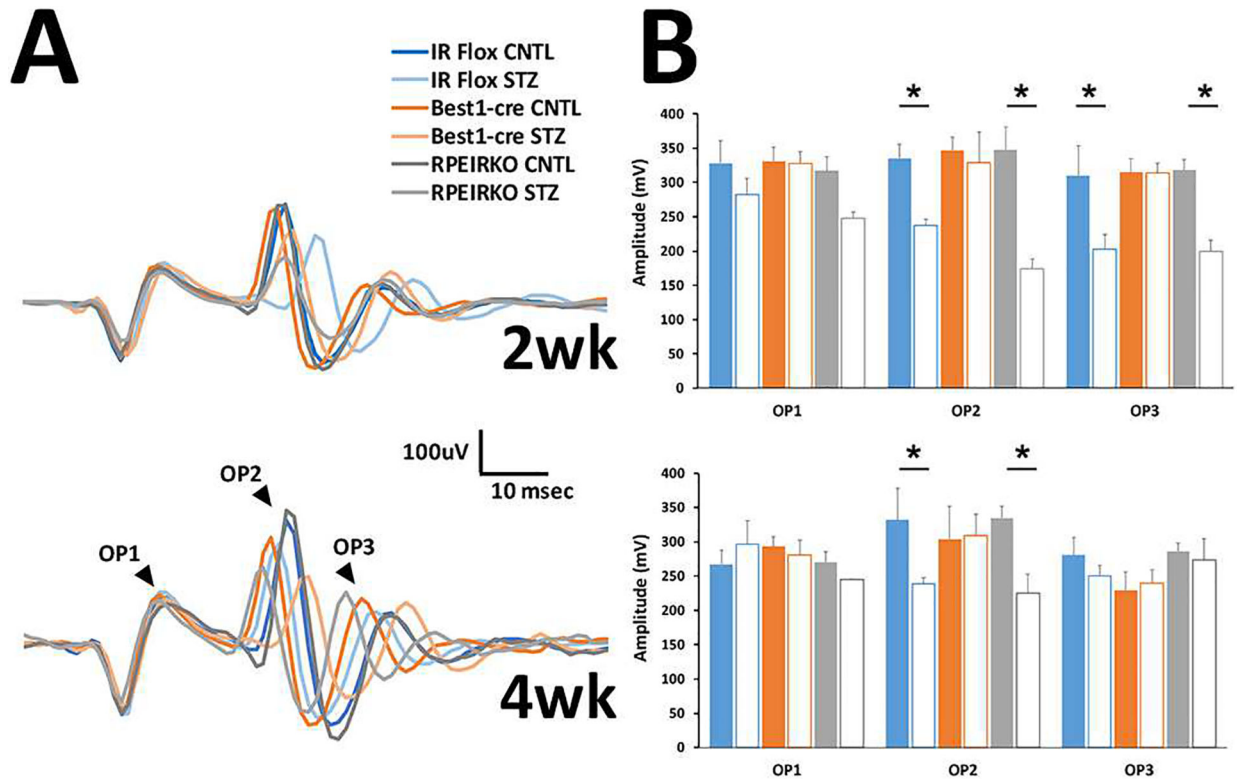 A
IR Flox CNTL
IR Flox STZ
Best1-cre CNTL
Best1-cre STZ
RPEIRKO CNTL
RPEIRKO STZ
2wk
100uV
10 msec
OP1
OP2
OP3
4wk
B
* * * *
Amplitude (mV)
400
350
300
250
200
150
100
50
0
OP1 OP2 OP3
* *
Amplitude (mV)
400
350
300
250
200
150
100
50
0
OP1 OP2 OP3